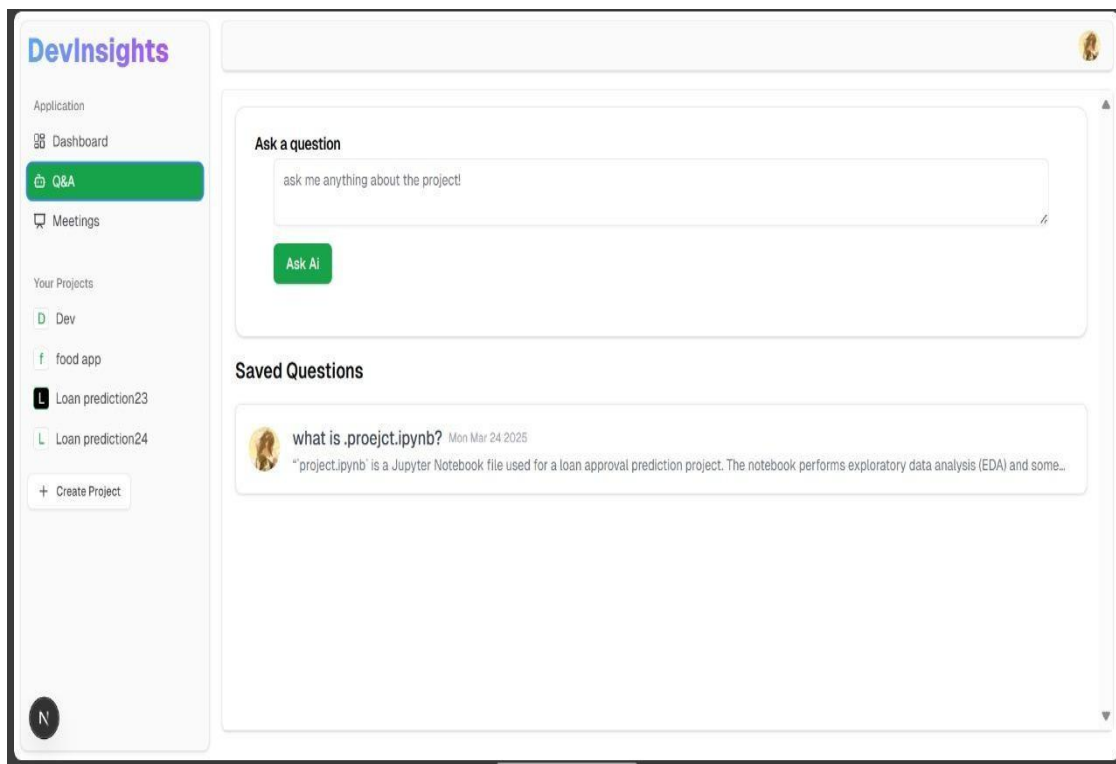 DevInsights
Application
Dashboard
Q&A
Meetings
Your Projects
D Dev
f food app
L Loan prediction23
L Loan prediction24
+ Create Project
N
Ask a question
ask me anything about the project!
Ask Ai
Saved Questions
what is .proejct.ipynb? Mon Mar 24 2025
"`project.ipynb` is a Jupyter Notebook file used for a loan approval prediction project. The notebook performs exploratory data analysis (EDA) and some...